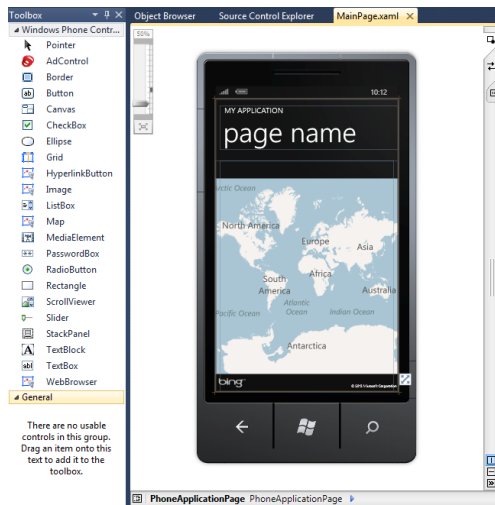 Toolbox
Object Browser
Source Control Explorer
MainPage.xaml
Windows Phone Contr...
Pointer
AdControl
Border
Button
Canvas
CheckBox
Ellipse
Grid
HyperlinkButton
Image
ListBox
Map
MediaElement
PasswordBox
RadioButton
Rectangle
ScrollViewer
Slider
StackPanel
TextBlock
TextBox
WebBrowser
General
There are no usable
controls in this group.
Drag an item onto this
text to add it to the
toolbox.
50%
10:12
MY APPLICATION
page name
Arctic Ocean
North America
Europe
Asia
Africa
South
America
Australia
Atlantic
Ocean
Pacific Ocean
Indian Ocean
Antarctica
bing
PhoneApplicationPage PhoneApplicationPage